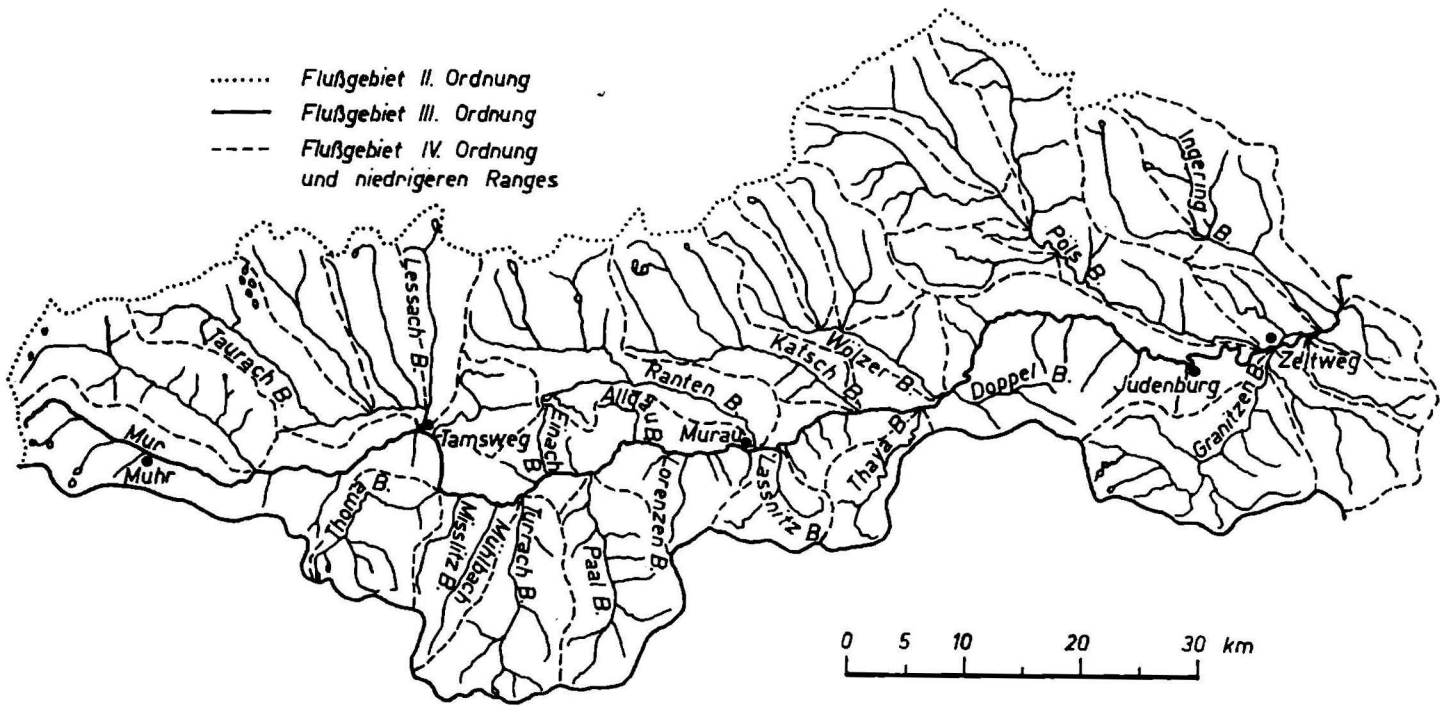 Flußgebiet II. Ordnung
Flußgebiet III. Ordnung
Flußgebiet IV. Ordnung
und niedrigeren Ranges
Ingering
B.
Pöls
B.
Lessach B.
Taurach B.
Wölzer B.
Katsch B.
Ranten B.
Doppel B.
Zeltweg
Judenburg
Allgau B.
Einach
B.
Tamsweg
Murau
Mur
Muhr
Thaya B.
Granitzen B.
Lassnitz B.
Lorenzen B.
Thoma B.
Misslitz B.
Mühlbach
Turrach B.
Paal B.
0 5 10 20 30 km